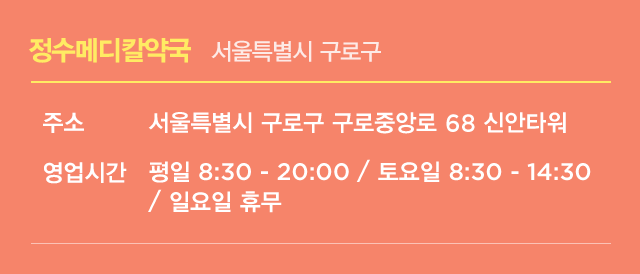 정수메디칼약국 서울특별시 구로구
주소 서울특별시 구로구 구로중앙로 68 신안타워
영업시간 평일 8:30 - 20:00 / 토요일 8:30 - 14:30
/ 일요일 휴무